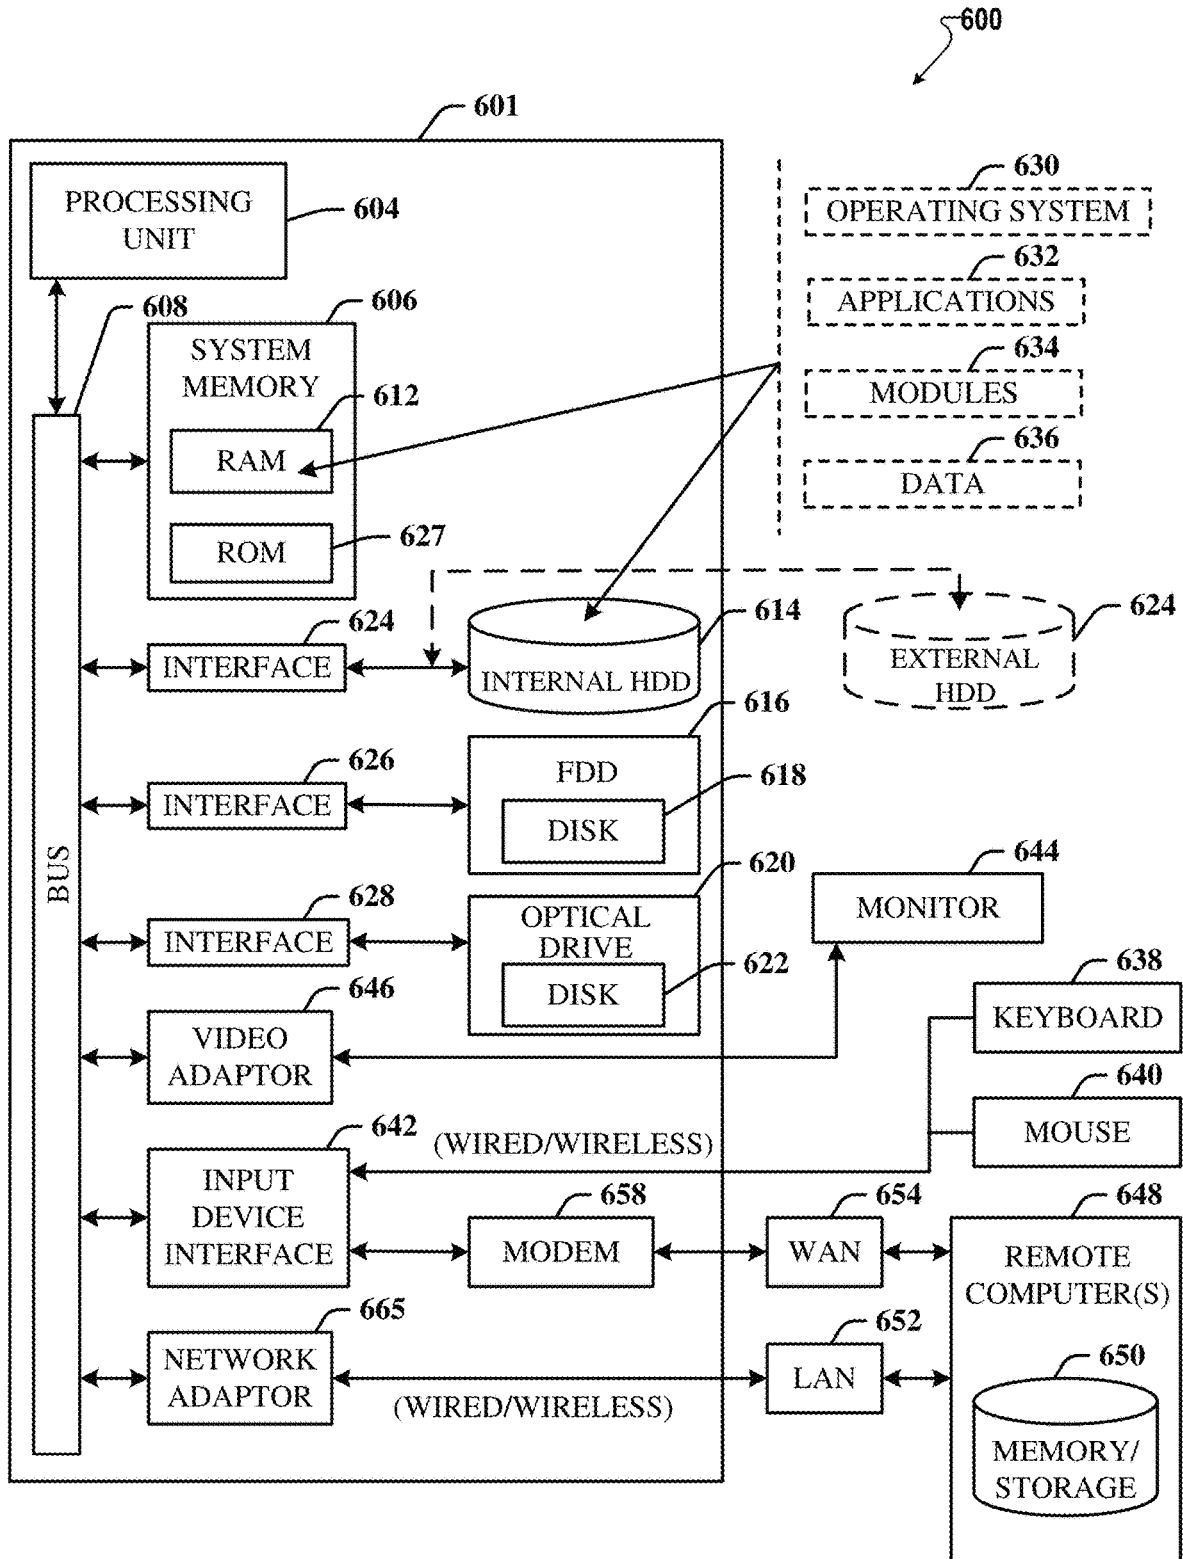 600
601
PROCESSING
UNIT
604
608
606
SYSTEM
MEMORY
612
RAM
ROM
627
630
OPERATING SYSTEM
632
APPLICATIONS
634
MODULES
636
DATA
BUS
624
INTERFACE
614
INTERNAL HDD
624
EXTERNAL
HDD
626
INTERFACE
616
FDD
618
DISK
628
INTERFACE
620
OPTICAL
DRIVE
622
DISK
644
MONITOR
646
VIDEO
ADAPTOR
638
KEYBOARD
640
MOUSE
642
INPUT
DEVICE
INTERFACE
(WIRED/WIRELESS)
658
MODEM
654
WAN
648
REMOTE
COMPUTER(S)
665
NETWORK
ADAPTOR
(WIRED/WIRELESS)
652
LAN
650
MEMORY/
STORAGE